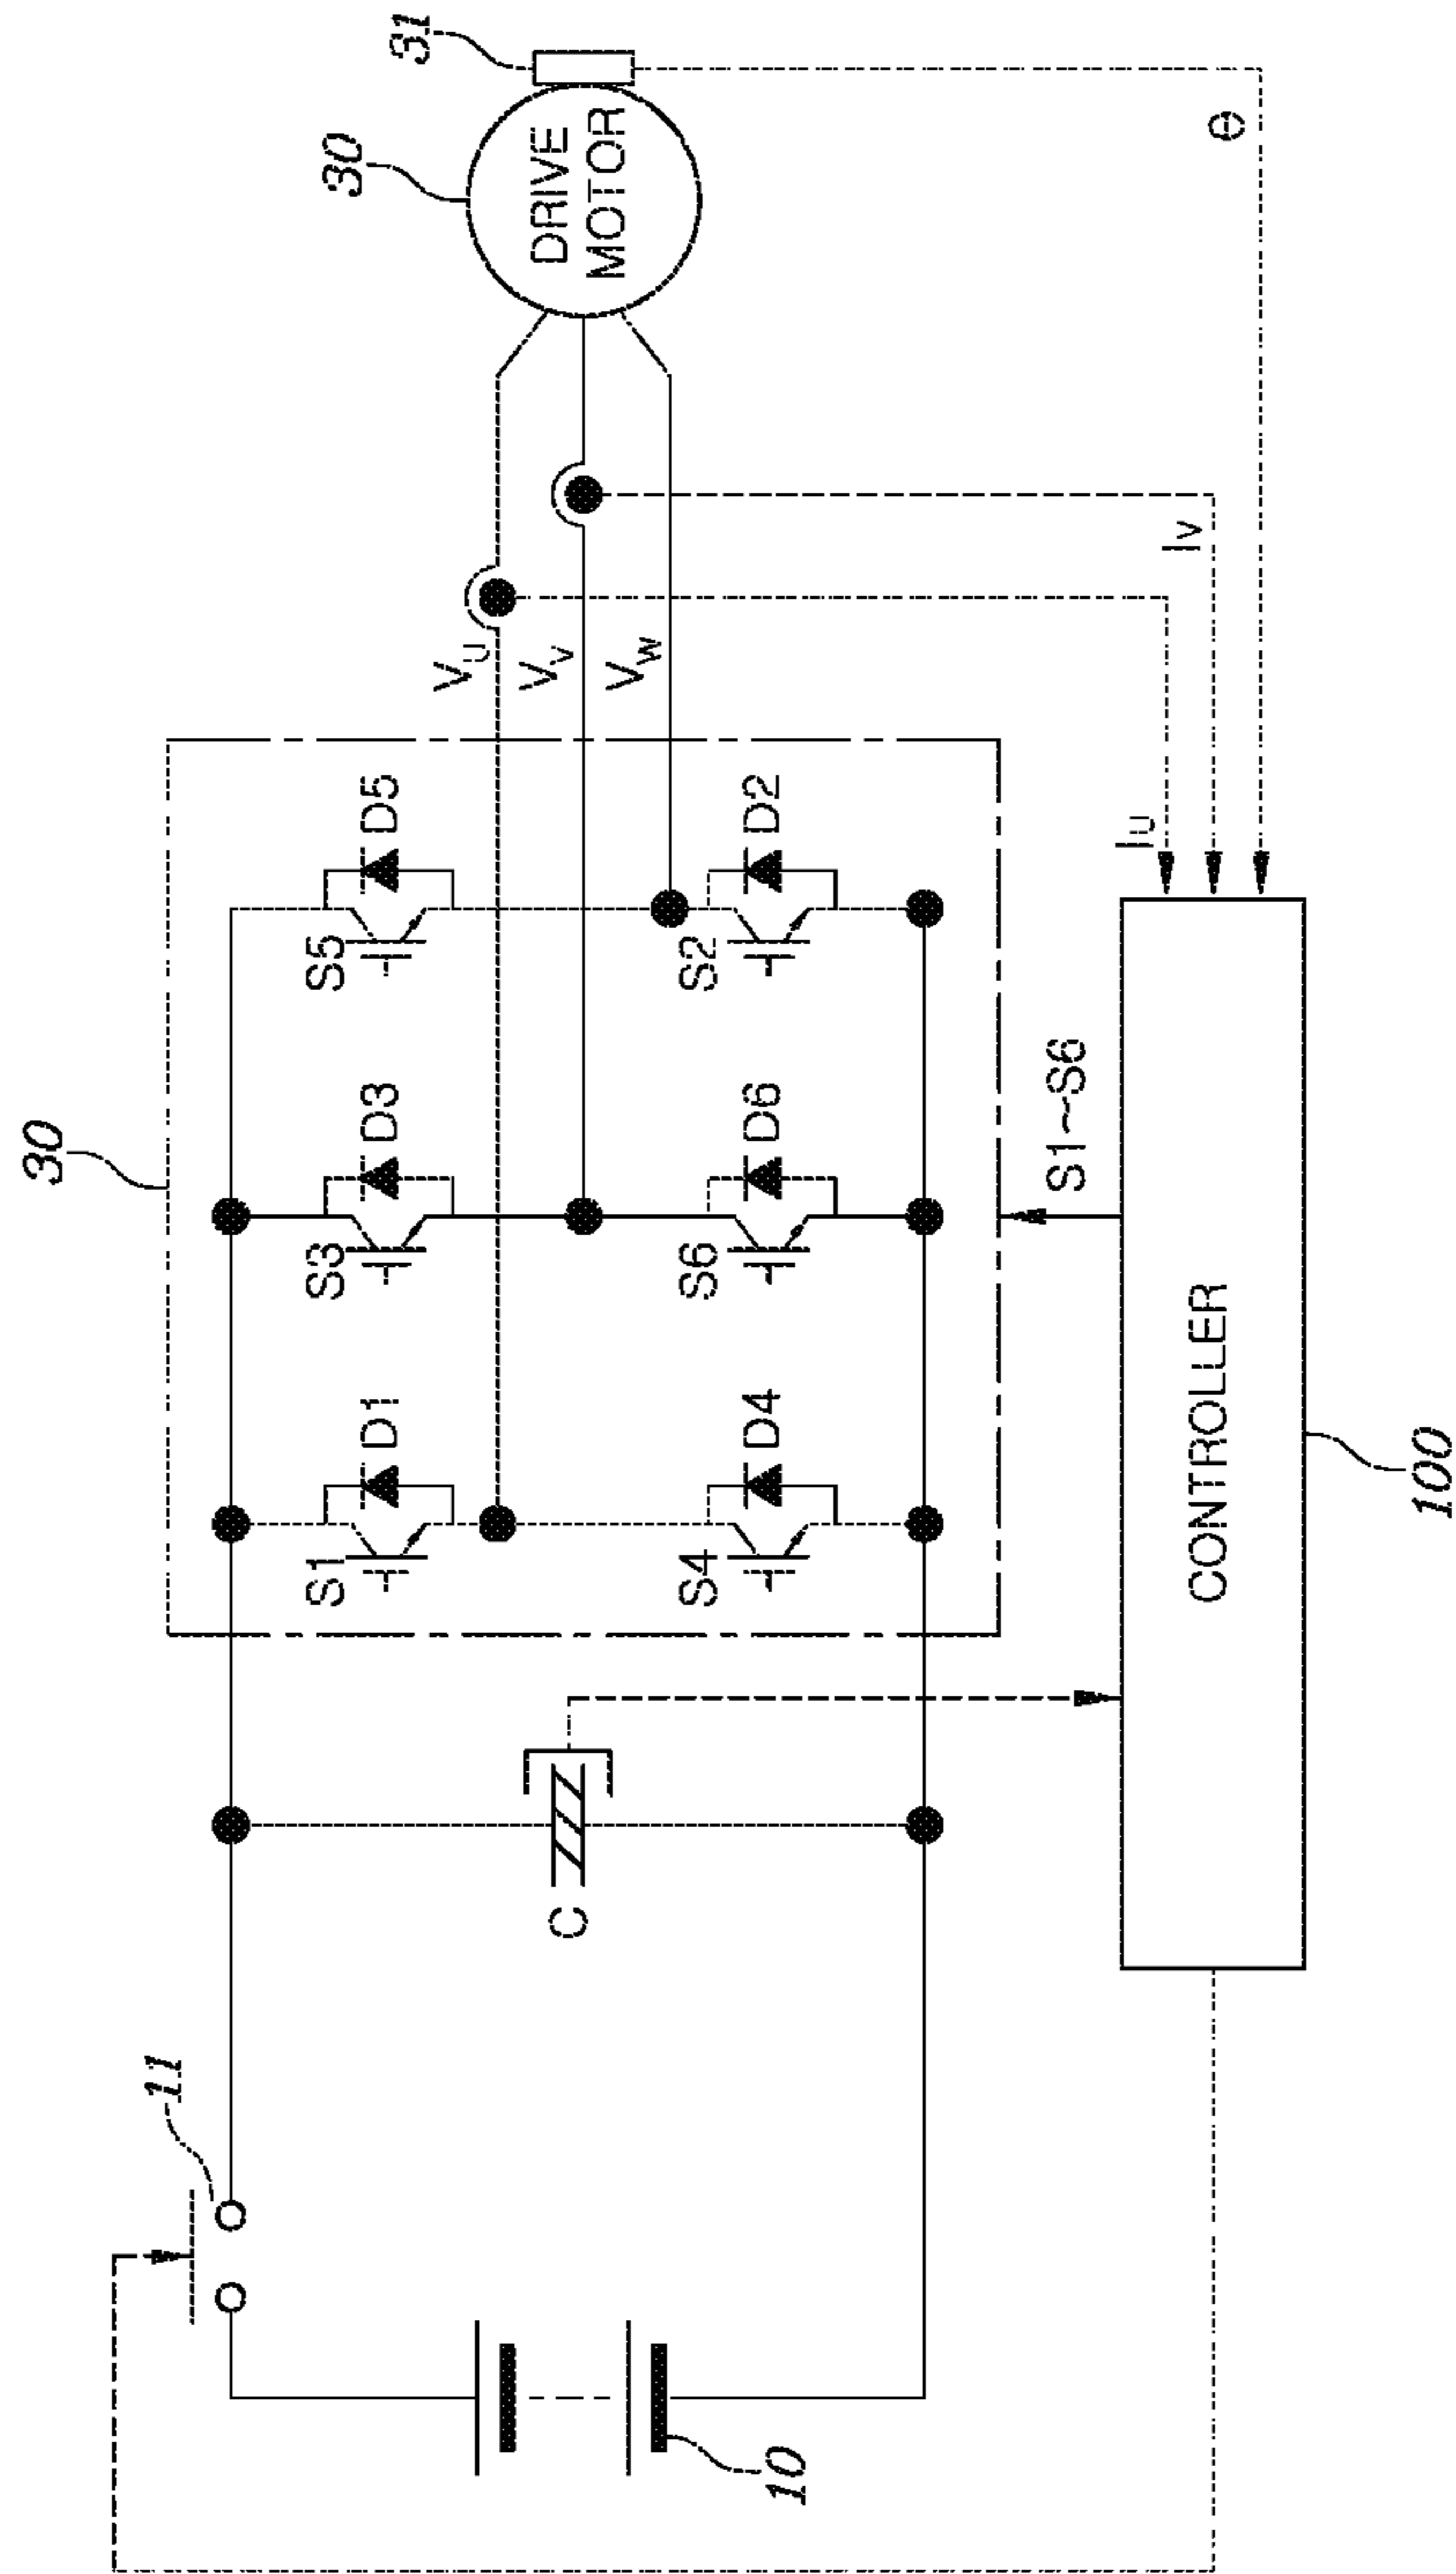 11
30
30
31
S1
D1
S3
D3
S5
D5
VU
VV
VW
DRIVE
MOTOR
C
S4
D4
S6
D6
S2
D2
10
S1~S6
IU
IV
θ
CONTROLLER
100